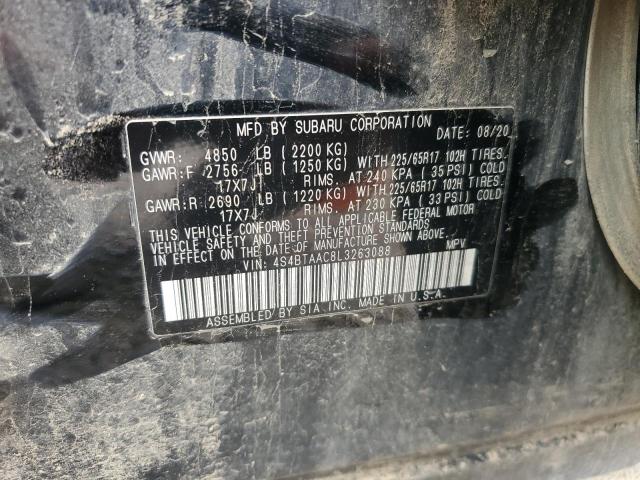 MFD BY SUBARU CORPORATION DATE: 08/20
GVWR: 4850 LB (2200 KG)
GAWR:F 2756 LB (1250 KG) WITH 225/65R17 102H TIRES.
17X7J RIMS. AT 240 KPA (35 PSI) COLD
GAWR:R 2690 LB (1220 KG) WITH 225/65R17 102H TIRES.
17X7J RIMS. AT 230 KPA (33 PSI) COLD
THIS VEHICLE CONFORMS TO ALL APPLICABLE FEDERAL MOTOR
VEHICLE SAFETY AND THEFT PREVENTION STANDARDS
IN EFFECT ON THE DATE OF MANUFACTURE SHOWN ABOVE.
VIN: 4S4BTAAC8L3263088 MPV
ASSEMBLED BY SIA INC. MADE IN U.S.A.